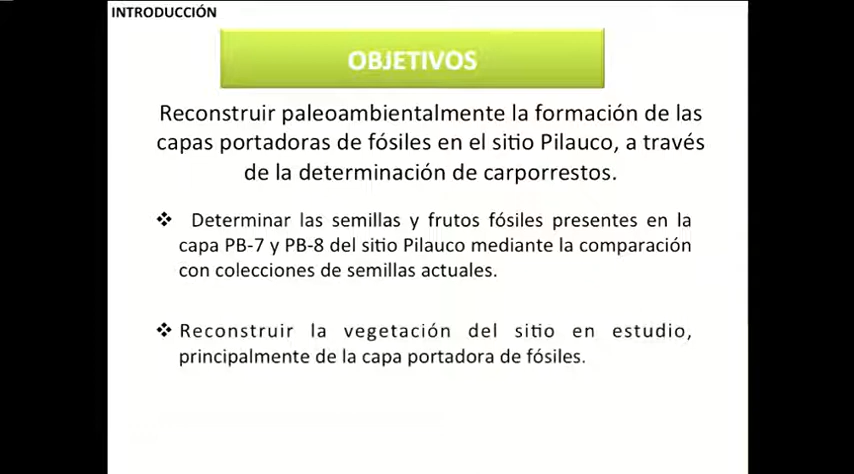 INTRODUCCIÓN
OBJETIVOS
Reconstruir paleoambientalmente la formación de las
capas portadoras de fósiles en el sitio Pilauco, a través
de la determinación de carporrestos.
❖ Determinar las semillas y frutos fósiles presentes en la
capa PB-7 y PB-8 del sitio Pilauco mediante la comparación
con colecciones de semillas actuales.
❖ Reconstruir la vegetación del sitio en estudio,
principalmente de la capa portadora de fósiles.